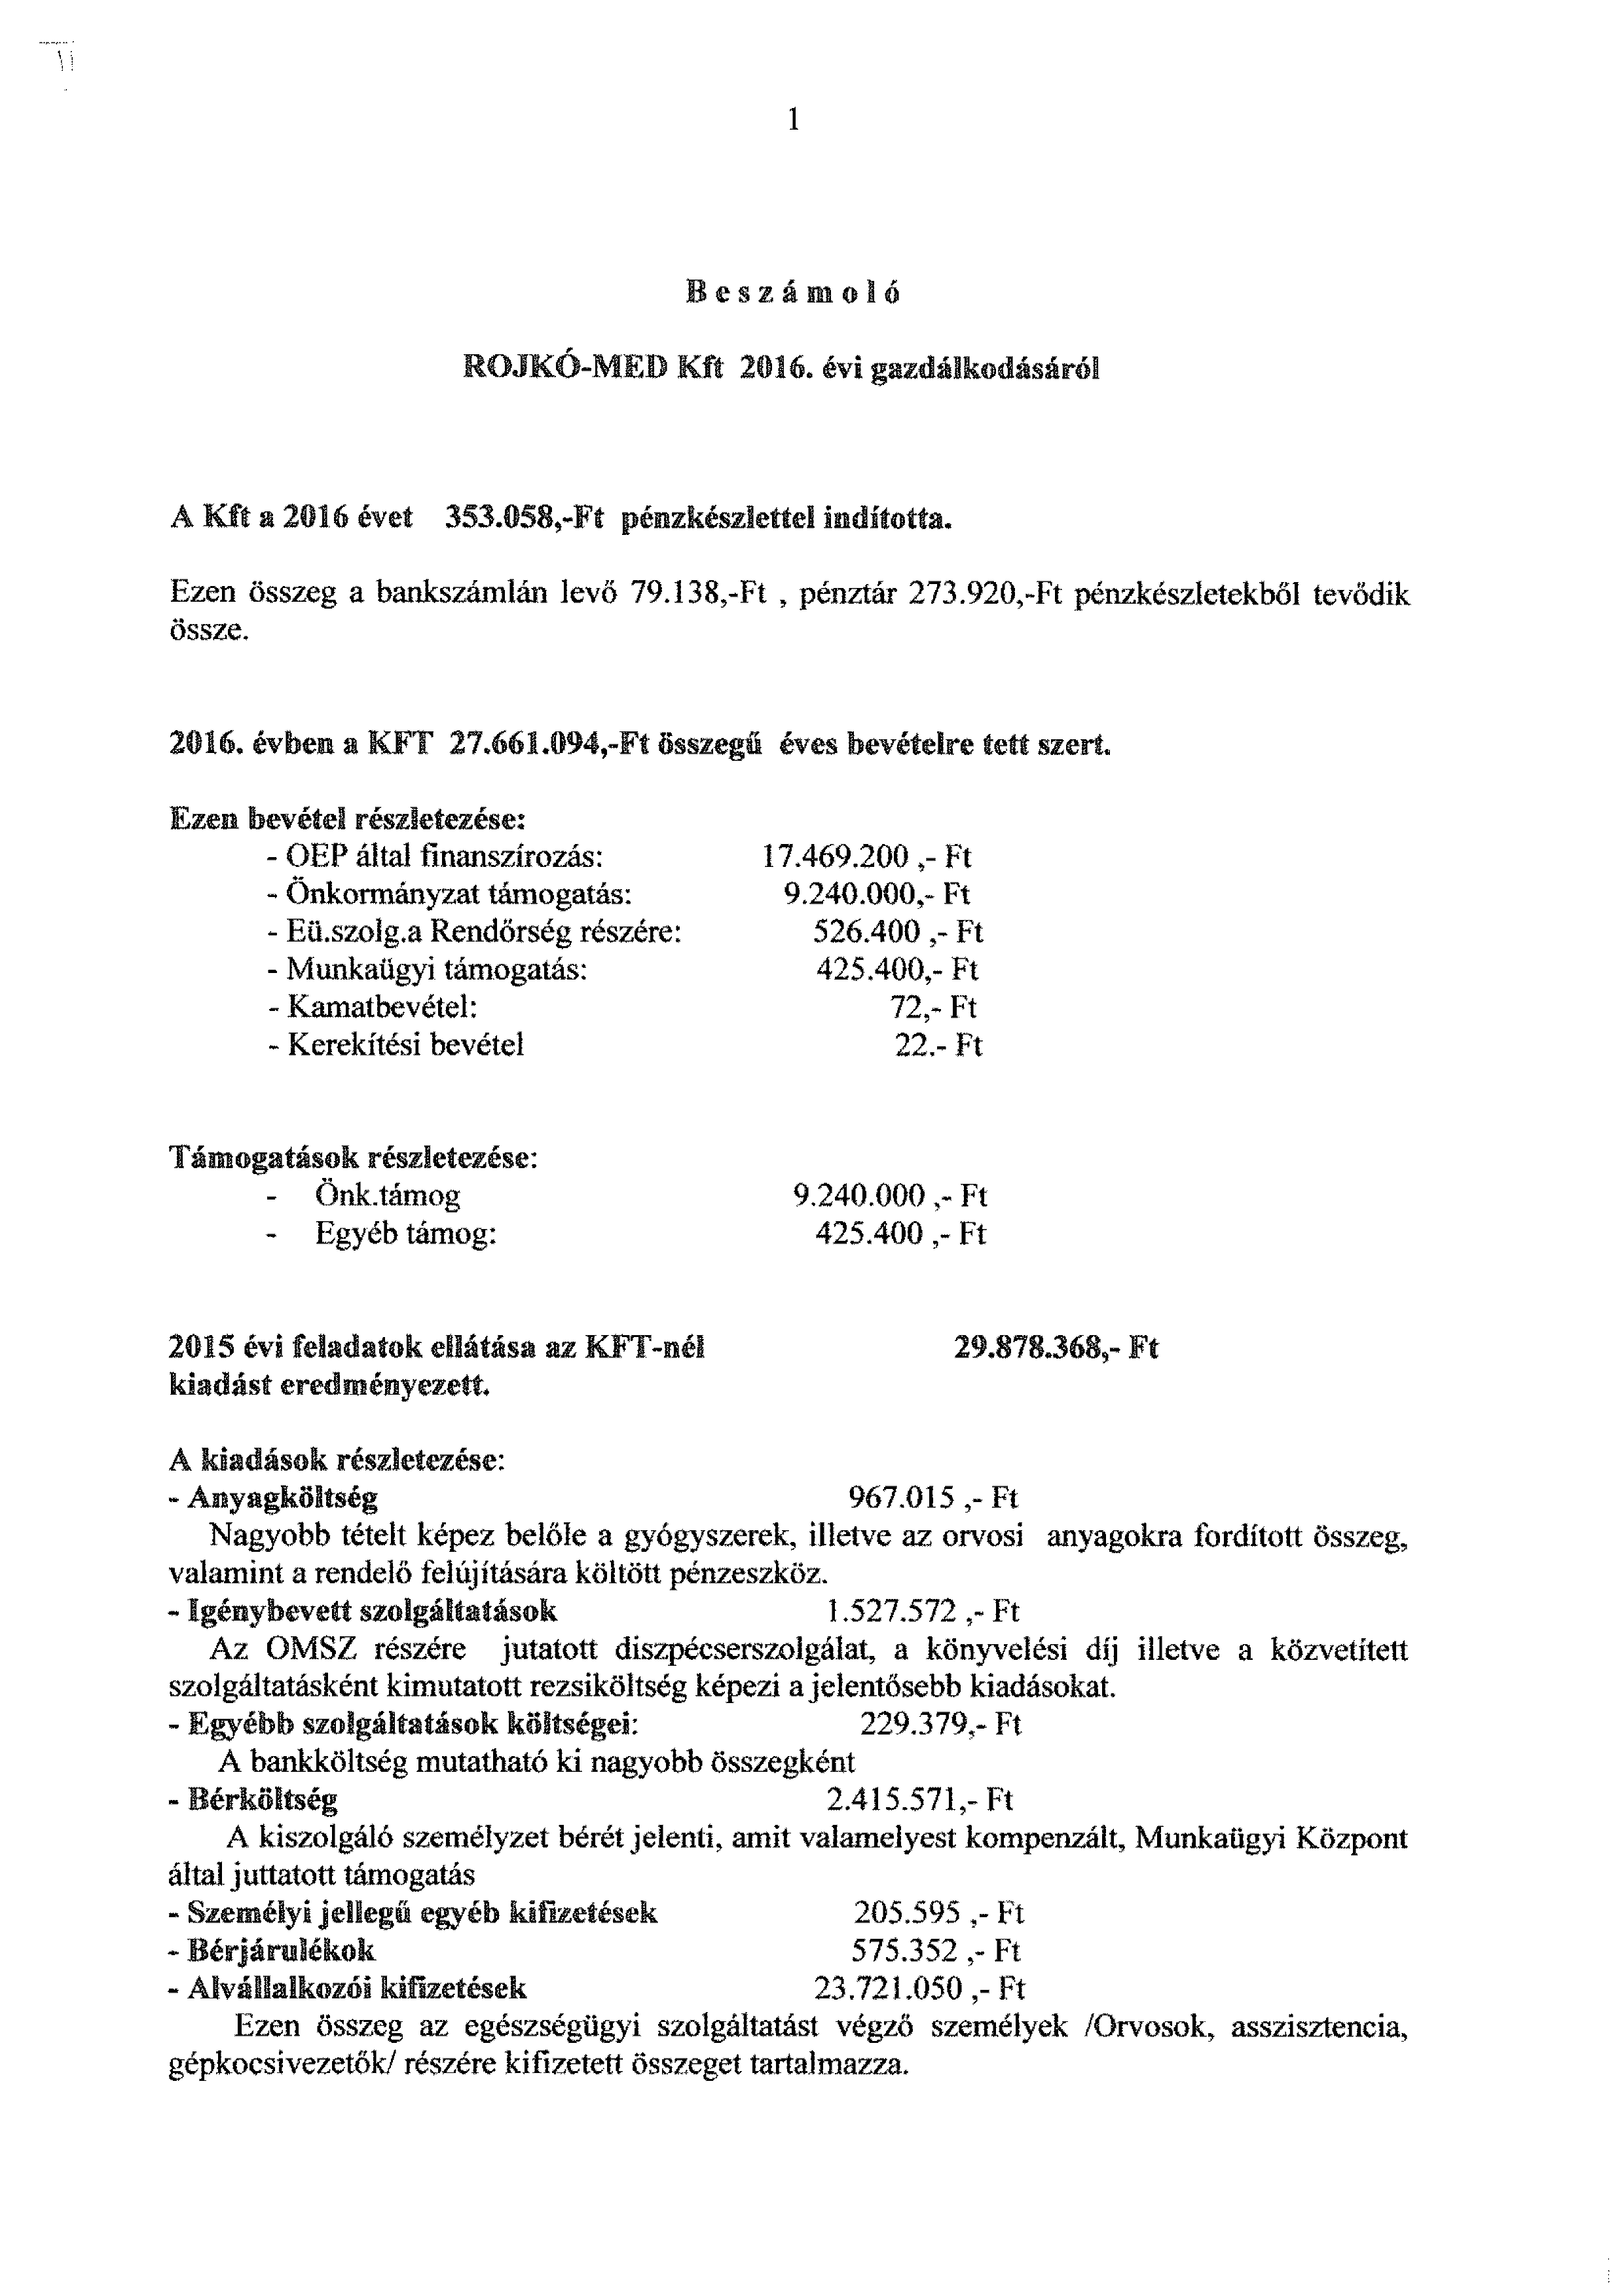 1
B e s z á m o l ó
ROJKÓ-MED Kft 2016. évi gazdálkodásáról
A Kft a 2016 évet 353.058,-Ft pénzkészlettel indította.
Ezen összeg a bankszámlán levő 79.138,-Ft , pénztár 273.920,-Ft pénzkészletekből tevődik
össze.
2016. évben a KFT 27.661.094,-Ft összegű éves bevételre tett szert.
Ezen bevétel részletezése:
- OEP által finanszírozás: 17.469.200 ,- Ft
- Önkormányzat támogatás: 9.240.000,- Ft
- Eü.szolg.a Rendőrség részére: 526.400 ,- Ft
- Munkaügyi támogatás: 425.400,- Ft
- Kamatbevétel: 72,- Ft
- Kerekítési bevétel 22.- Ft
Támogatások részletezése:
- Önk.támog 9.240.000 ,- Ft
- Egyéb támog: 425.400 ,- Ft
2015 évi feladatok ellátása az KFT-nél 29.878.368,- Ft
kiadást eredményezett.
A kiadások részletezése:
- Anyagköltség 967.015 ,- Ft
Nagyobb tételt képez belőle a gyógyszerek, illetve az orvosi anyagokra fordított összeg,
valamint a rendelő felújítására költött pénzeszköz.
- Igénybevett szolgáltatások 1.527.572 ,- Ft
Az OMSZ részére jutatott diszpécserszolgálat, a könyvelési díj illetve a közvetített
szolgáltatásként kimutatott rezsiköltség képezi a jelentősebb kiadásokat.
- Egyébb szolgáltatások költségei: 229.379,- Ft
A bankköltség mutatható ki nagyobb összegként
- Bérköltség 2.415.571,- Ft
A kiszolgáló személyzet bérét jelenti, amit valamelyest kompenzált, Munkaügyi Központ
által juttatott támogatás
- Személyi jellegű egyéb kifizetések 205.595 ,- Ft
- Bérjárulékok 575.352 ,- Ft
- Alvállalkozói kifizetések 23.721.050 ,- Ft
Ezen összeg az egészségügyi szolgáltatást végző személyek /Orvosok, asszisztencia,
gépkocsivezetők/ részére kifizetett összeget tartalmazza.